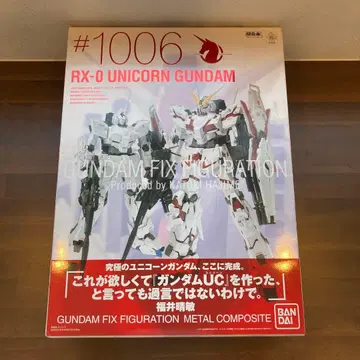 #1006
RX-0 UNICORN GUNDAM
GUNDAM FIX FIGURATION
Produced by KATOKI HAJIME
究極のユニコーンガンダム、ここに完成。
「これが欲しくて『ガンダムUC』を作った、
と言っても過言ではないわけで。」
福井晴敏
GUNDAM FIX FIGURATION METAL COMPOSITE
BAN
DAI